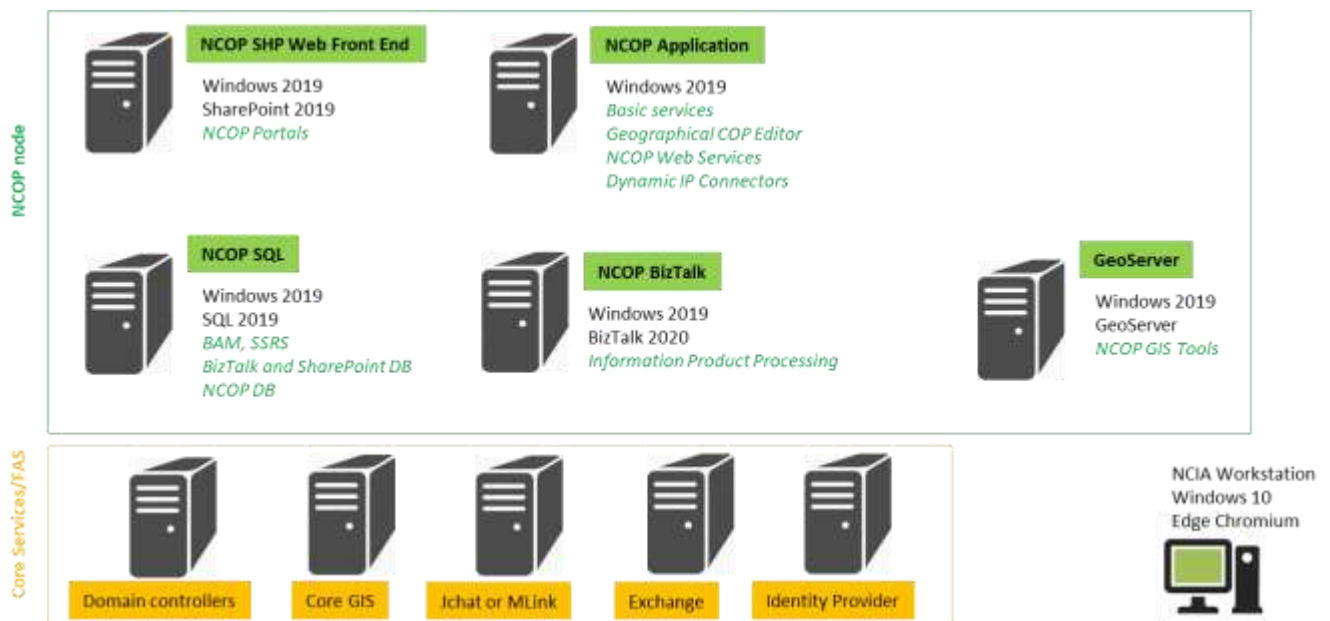 NCOP node
NCOP SHP Web Front End
Windows 2019
SharePoint 2019
NCOP Portals
NCOP Application
Windows 2019
Basic services
Geographical COP Editor
NCOP Web Services
Dynamic IP Connectors
NCOP SQL
Windows 2019
SQL 2019
BAM, SSRS
BizTalk and SharePoint DB
NCOP DB
NCOP BizTalk
Windows 2019
BizTalk 2020
Information Product Processing
GeoServer
Windows 2019
GeoServer
NCOP GIS Tools
Core Services/FAS
Domain controllers
Core GIS
Jchat or MLink
Exchange
Identity Provider
NCIA Workstation
Windows 10
Edge Chromium